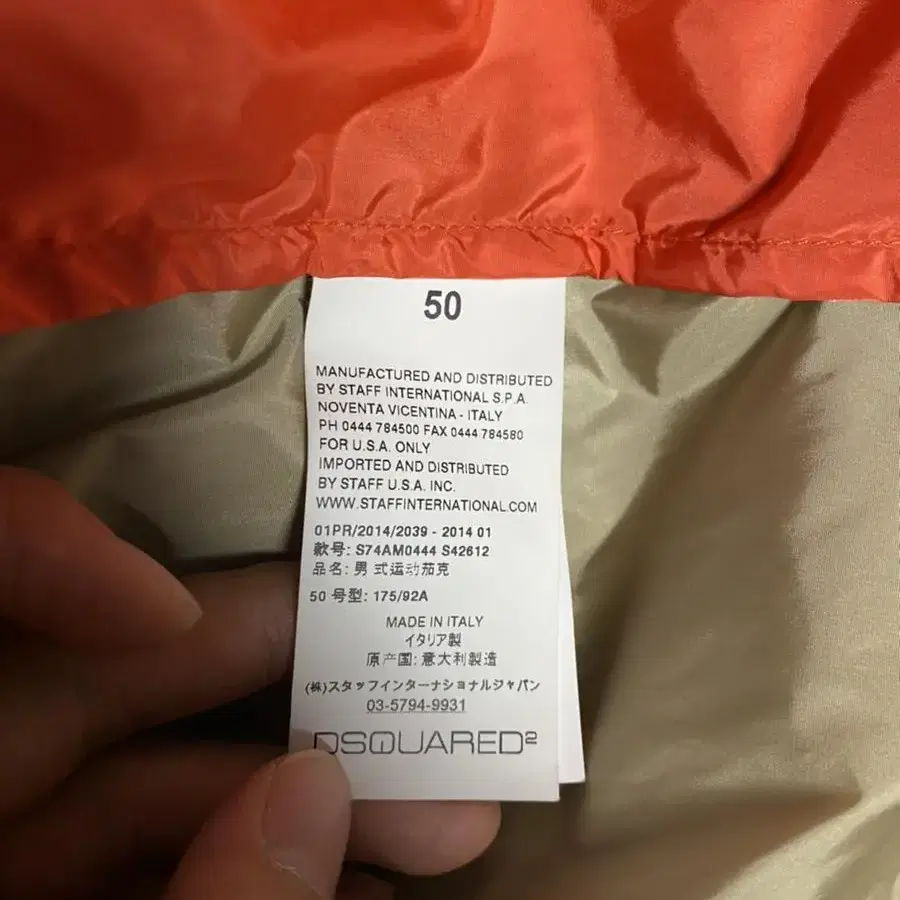 50
MANUFACTURED AND DISTRIBUTED
BY STAFF INTERNATIONAL S.P.A.
NOVENTA VICENTINA - ITALY
PH 0444 784500 FAX 0444 784580
FOR U.S.A. ONLY
IMPORTED AND DISTRIBUTED
BY STAFF U.S.A. INC.
WWW.STAFFINTERNATIONAL.COM
01PR/2014/2039 - 2014 01
款号: S74AM0444 S42612
品名: 男 式运动茄克
50 号型: 175/92A
MADE IN ITALY
イタリア製
原产国: 意大利製造
(株)スタッフインターナショナルジャパン
03-5794-9931
DSQUARED²